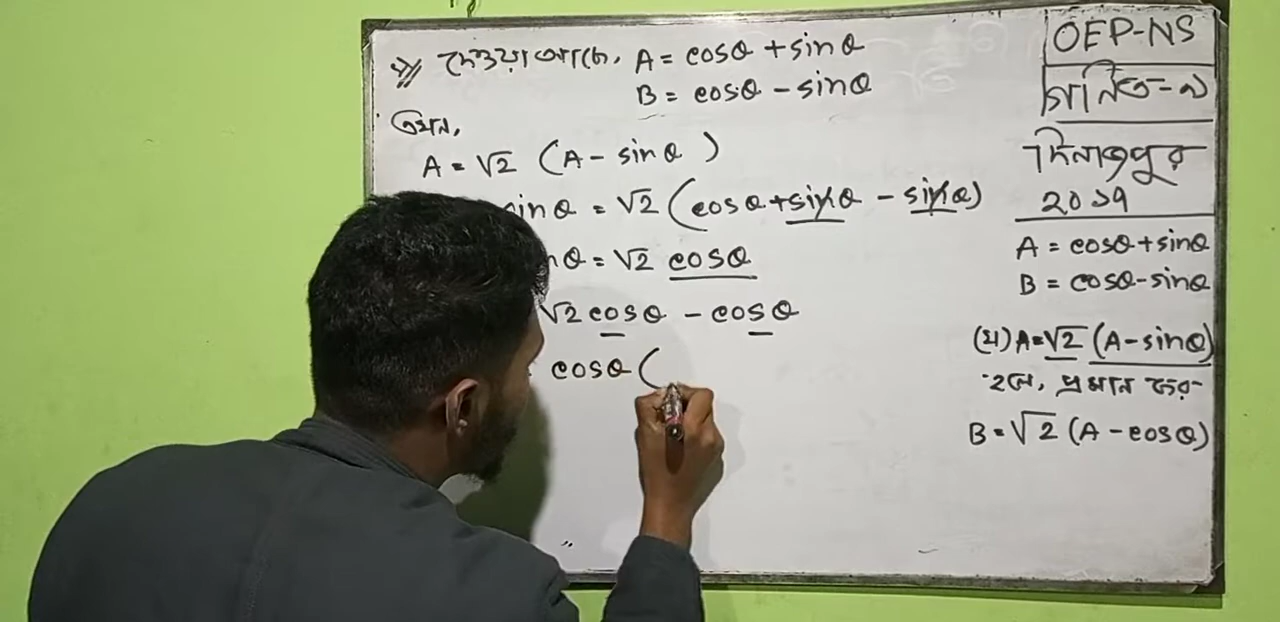 দেওয়া আছে, A = cosθ + sinθ
B = cosθ - sinθ
এখন,
A = √2 (A - sinθ)
sinθ = √2 (cosθ + sinθ - sinθ)
θ = √2 cosθ
√2 cosθ - cosθ
cosθ (
OEP-NS
গনিত-৯
দিনাজপুর
২০১৭
A = cosθ + sinθ
B = cosθ - sinθ
A = √2 (A - sinθ)
হলে, প্রমান কর
B = √2 (A - cosθ)